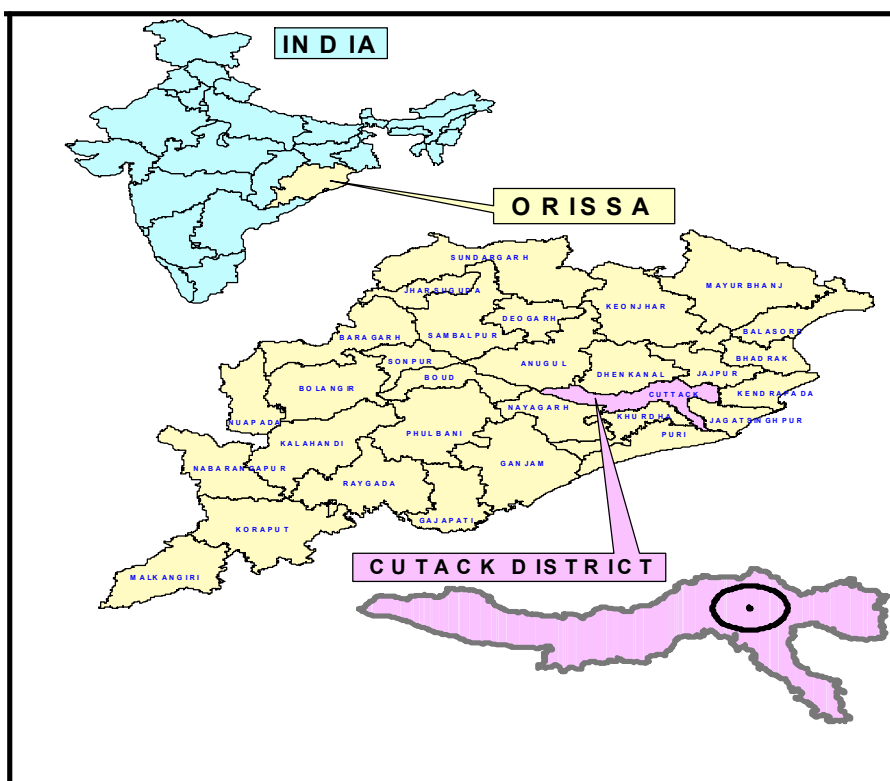 INDIA
ORISSA
SUNDARGARH
MAYURBHANJ
JHARSUGUDA
KEONJHAR
DEOGARH
BALASORE
BARAGARH
SAMBALPUR
BHADRAK
SONPUR
ANUGUL
DHENKANAL
JAJPUR
BOUD
BOLANGIR
CUTTACK
KENDRAPADA
NAYAGARH
KHURDHA
JAGATSINGHPUR
NUAPADA
PHULBANI
PURI
KALAHANDI
NABARANGAPUR
GANJAM
RAYGADA
GAJAPATI
KORAPUT
CUTACK DISTRICT
MALKANGIRI